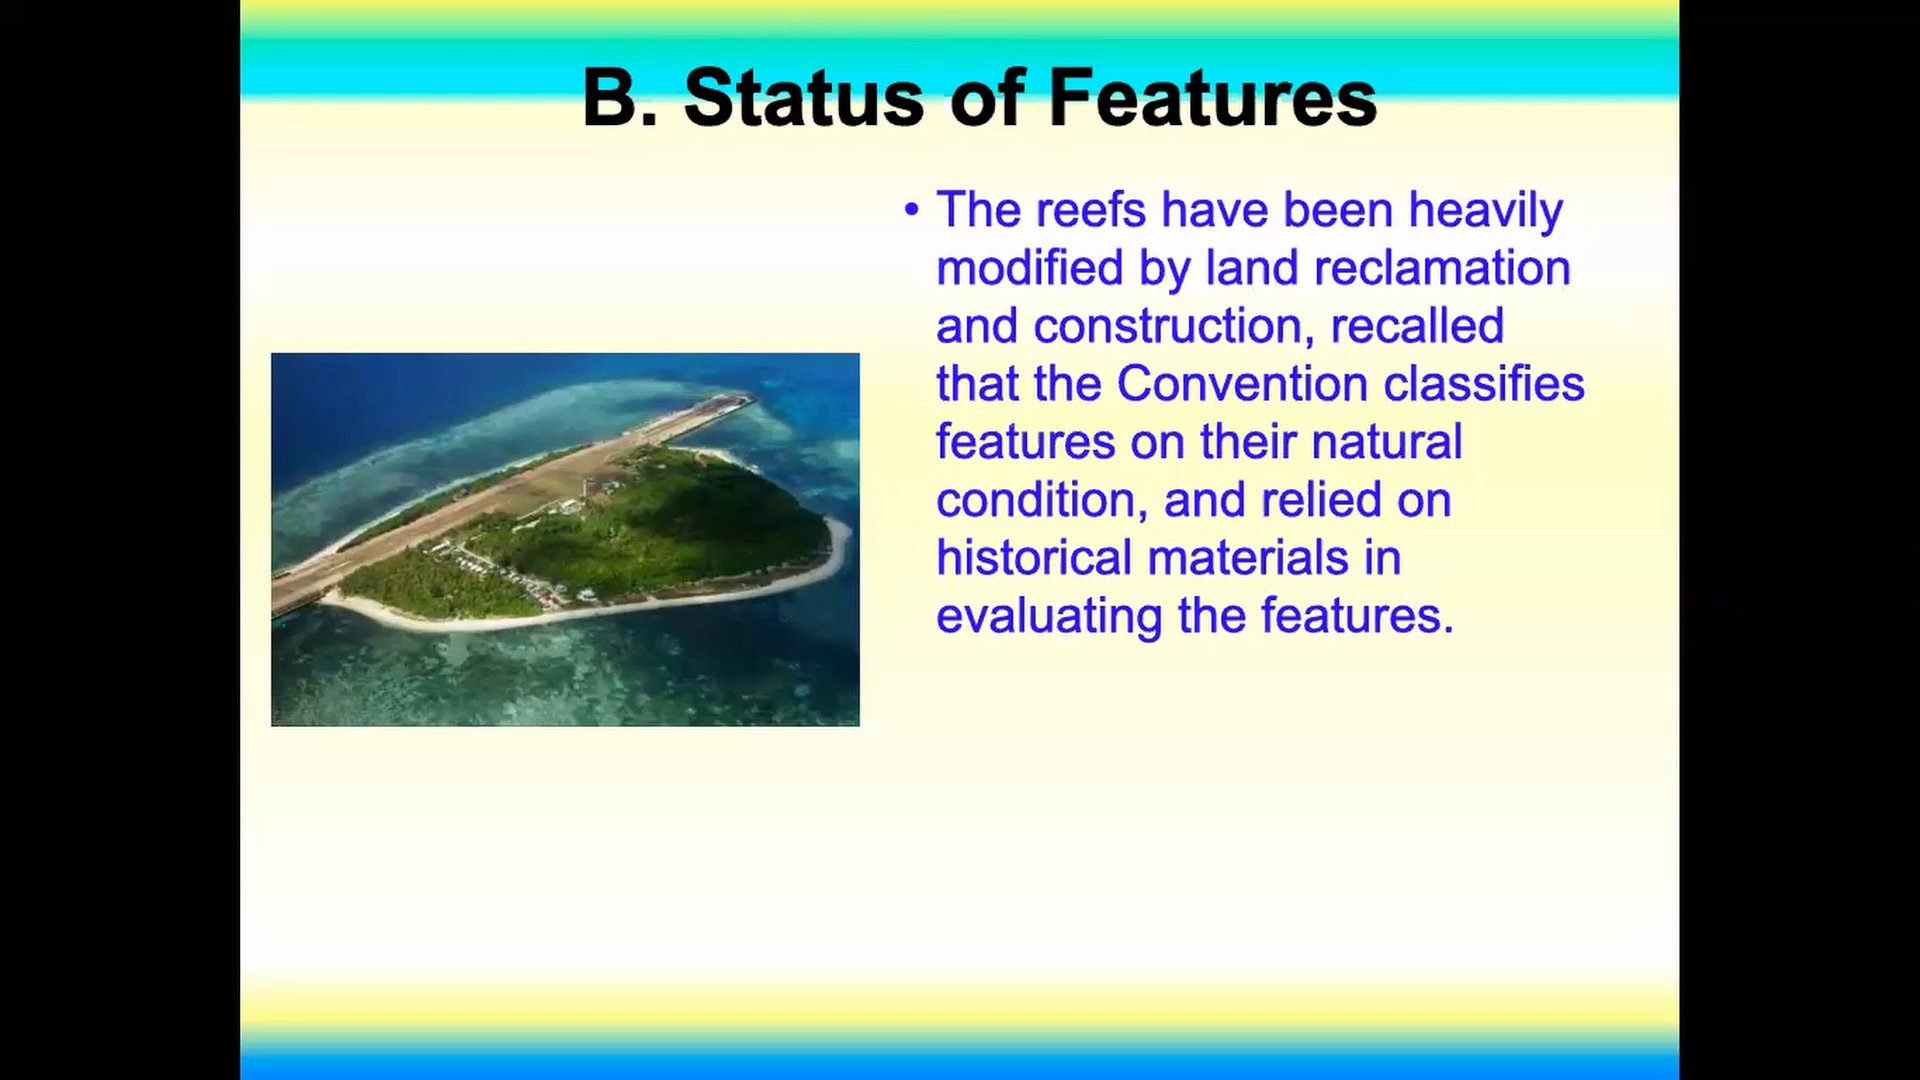 B. Status of Features
• The reefs have been heavily
modified by land reclamation
and construction, recalled
that the Convention classifies
features on their natural
condition, and relied on
historical materials in
evaluating the features.